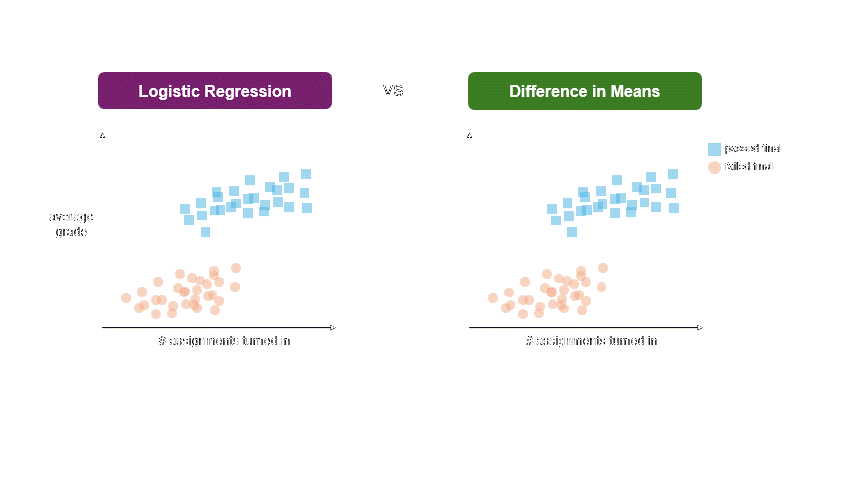 Logistic Regression
vs
Difference in Means
passed final
failed final
average
grade
# assignments turned in
# assignments turned in